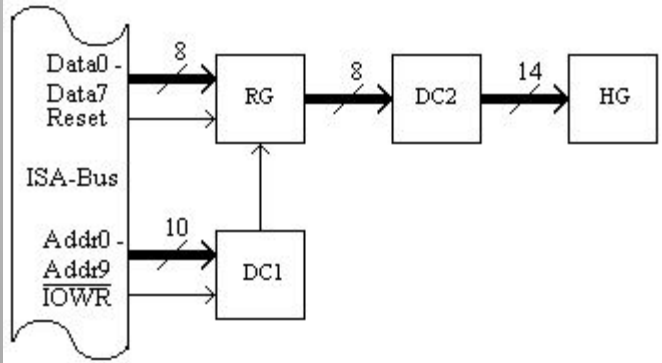 Data0 -
Data7
Reset
ISA-Bus
Addr0 -
Addr9
IOWR
8
RG
8
DC2
14
HG
10
DC1